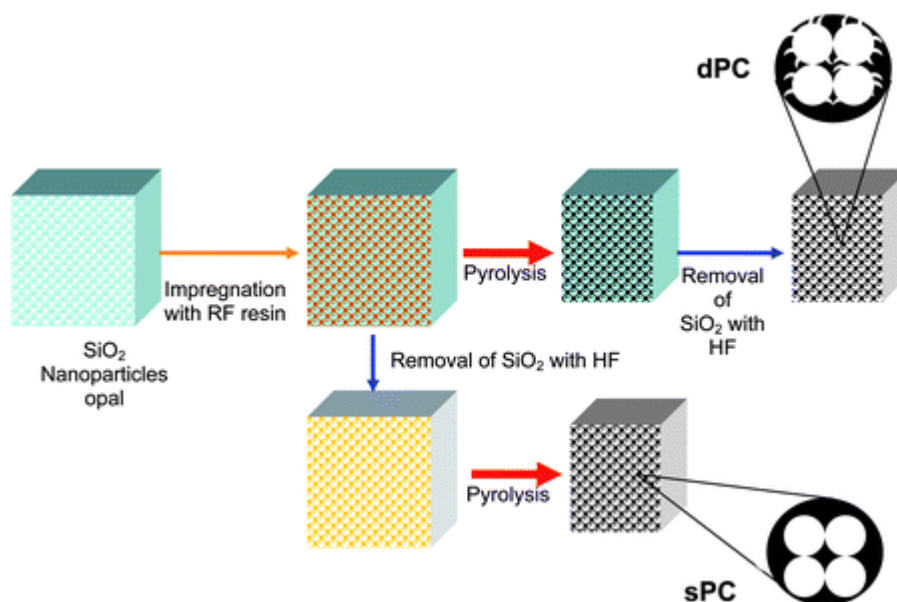 dPC
Impregnation
with RF resin
Pyrolysis
Removal
of
SiO₂ with
HF
SiO₂
Nanoparticles
opal
Removal of SiO₂ with HF
Pyrolysis
sPC